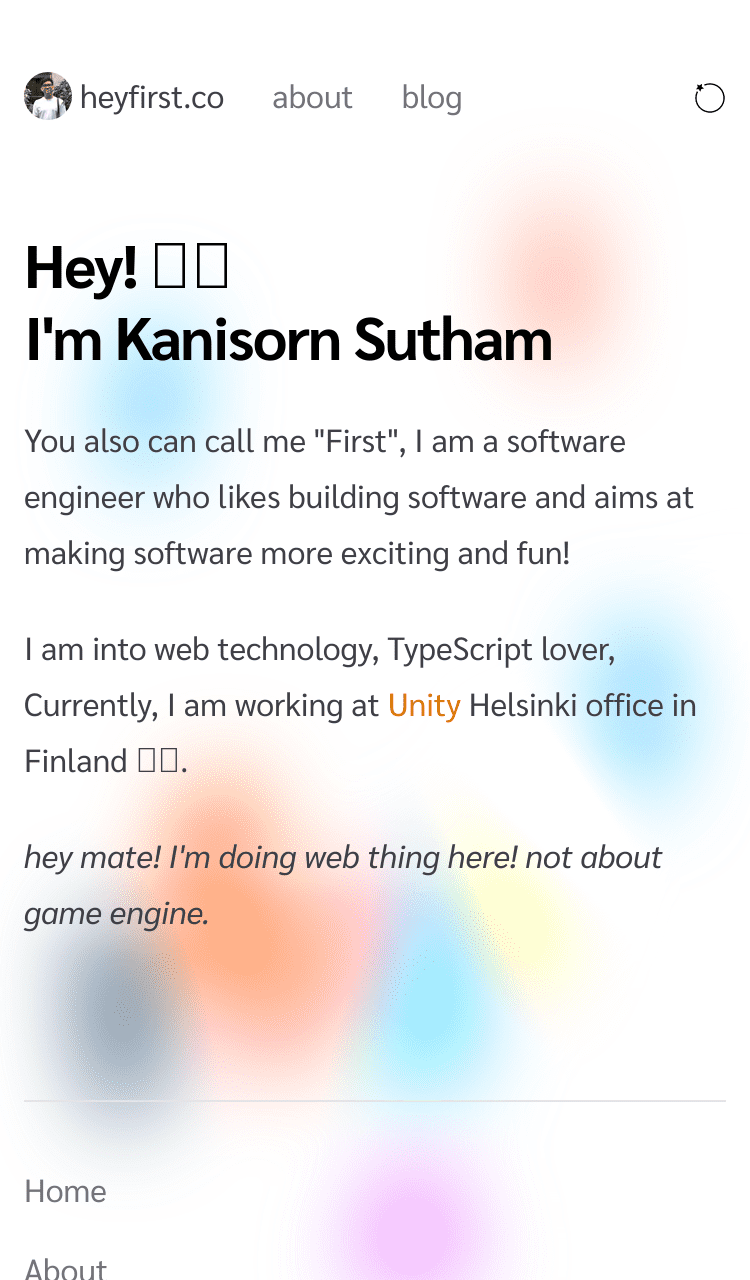 heyfirst.co about blog
Hey! 
I'm Kanisorn Sutham
You also can call me "First", I am a software
engineer who likes building software and aims at
making software more exciting and fun!
I am into web technology, TypeScript lover,
Currently, I am working at Unity Helsinki office in
Finland .
hey mate! I'm doing web thing here! not about
game engine.
Home
About